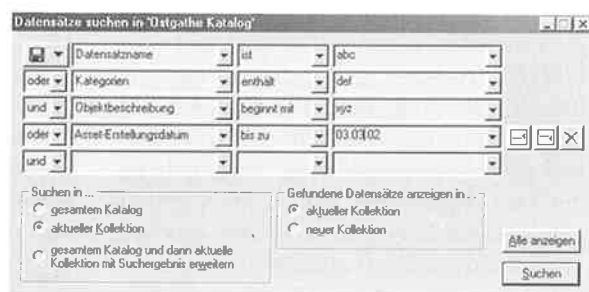 Datensätze suchen in 'Ostgathe Katalog'
Datensatzname ist abc
oder Kategorien enthält def
und Objektbeschreibung beginnt mit xyz
oder Asset-Erstellungsdatum bis zu 03.03.02
und
Suchen in ...
gesamtem Katalog
aktueller Kollektion
gesamtem Katalog und dann aktuelle
Kollektion mit Suchergebnis erweitern
Gefundene Datensätze anzeigen in ...
aktueller Kollektion
neuer Kollektion
Alle anzeigen
Suchen